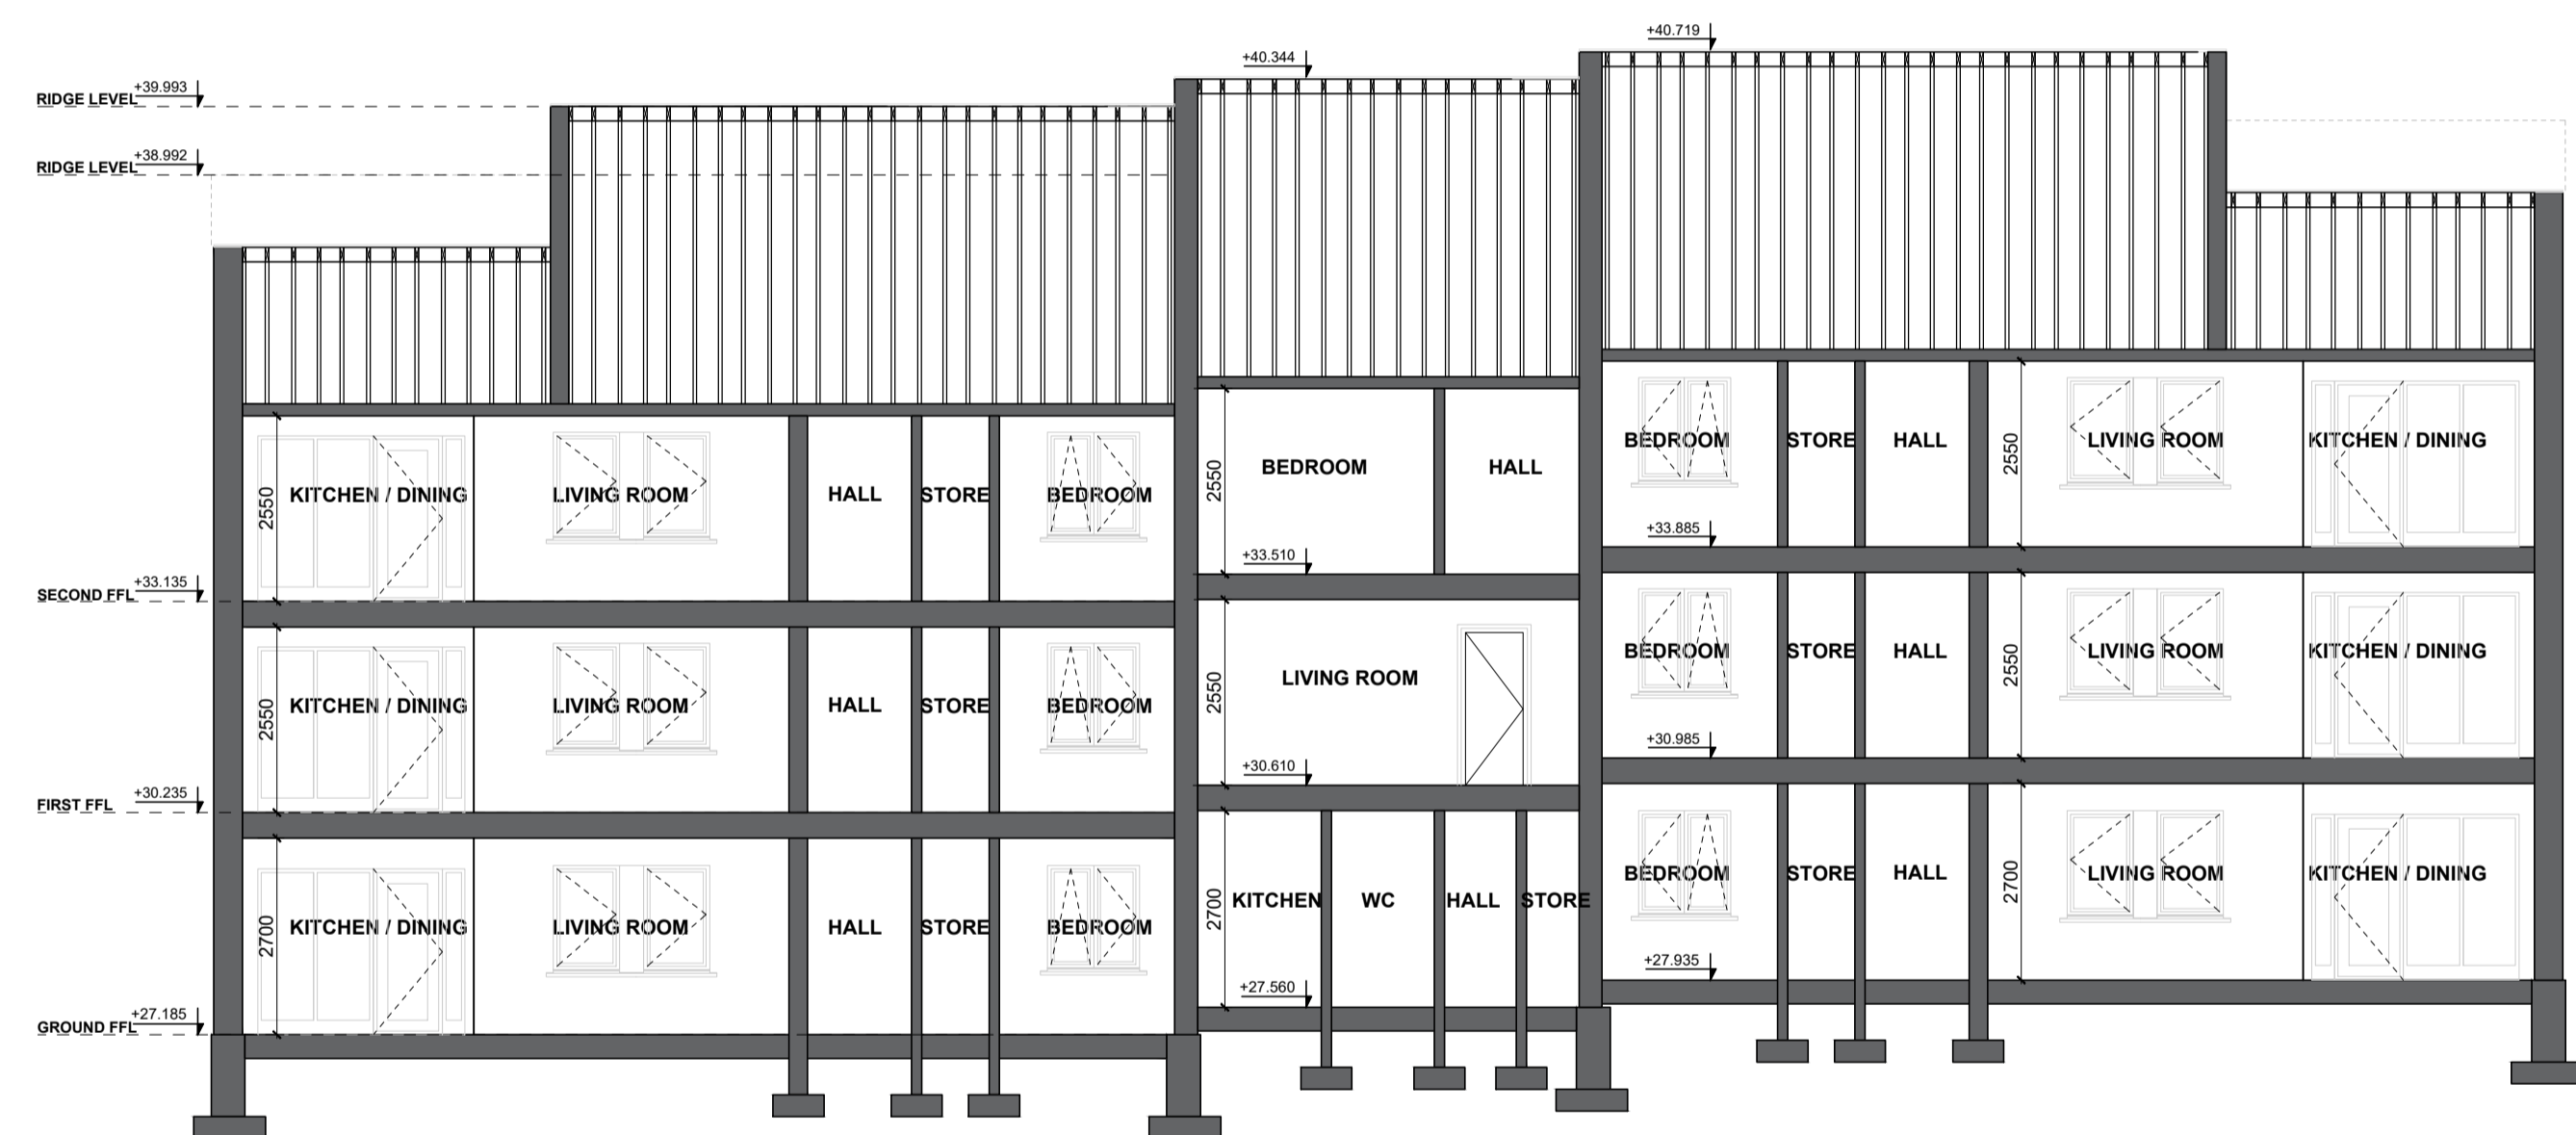 +40.719
+40.344
RIDGE LEVEL +39.993
RIDGE LEVEL +38.992
BEDROOM STORE HALL 2550 LIVING ROOM KITCHEN / DINING
2550 BEDROOM HALL
2550 KITCHEN / DINING LIVING ROOM HALL STORE BEDROOM
+33.885
+33.510
SECOND FFL +33.135
BEDROOM STORE HALL 2550 LIVING ROOM KITCHEN / DINING
2550 LIVING ROOM
2550 KITCHEN / DINING LIVING ROOM HALL STORE BEDROOM
+30.985
+30.610
FIRST FFL +30.235
BEDROOM STORE HALL 2700 LIVING ROOM KITCHEN / DINING
2700 KITCHEN WC HALL STORE
2700 KITCHEN / DINING LIVING ROOM HALL STORE BEDROOM
+27.935
+27.560
GROUND FFL +27.185